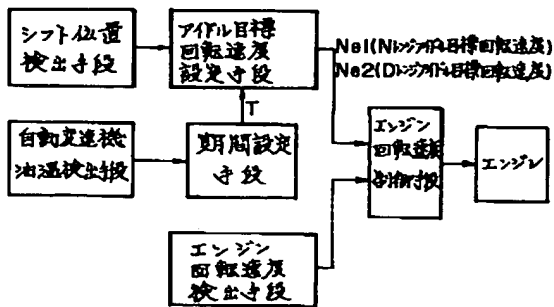 シフト位置
検出手段
アイドル目標
回転速度
設定手段
Ne1(Nレンジアイドル目標回転速度)
Ne2(Dレンジアイドル目標回転速度)
T
自動変速機
油温検出手段
期間設定
手段
エンジン
回転速度
制御手段
エンジン
エンジン
回転速度
検出手段